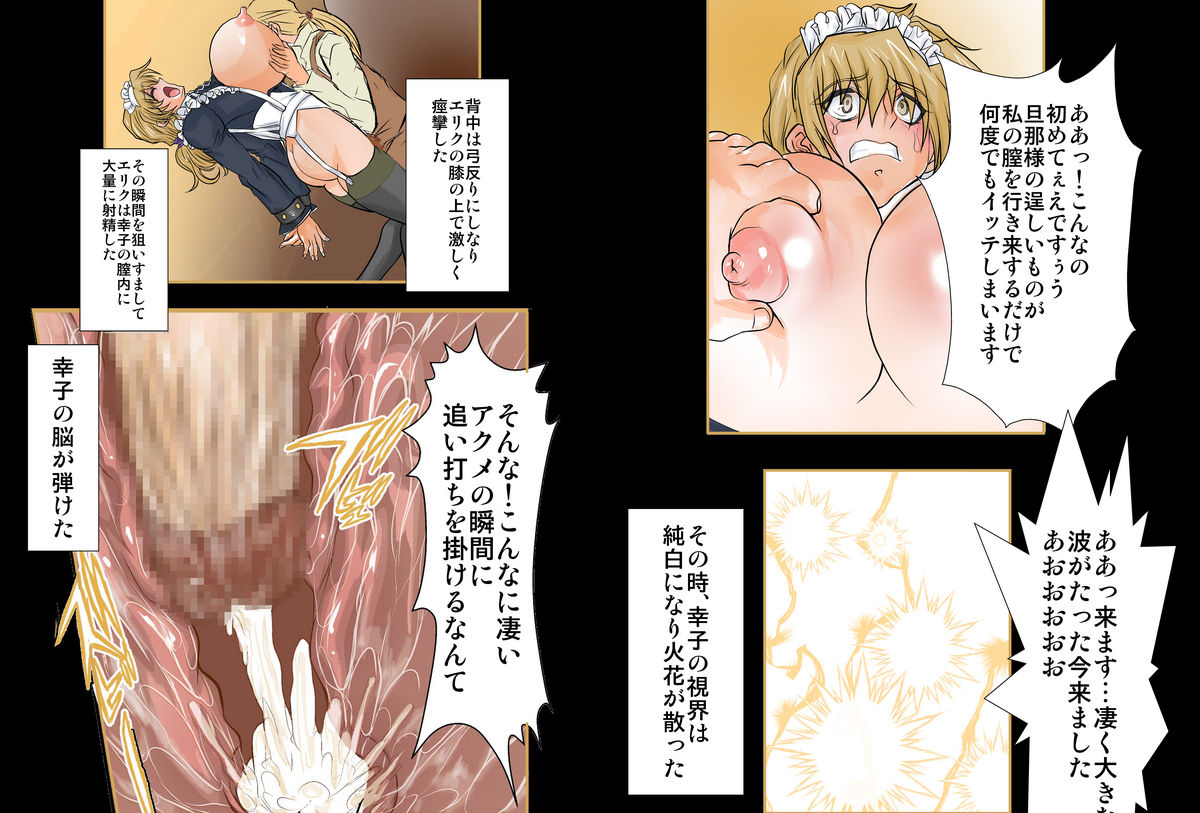 ああっ！こんなの
初めてぇえですぅう
旦那様の逞しいものが
私の膣を行き来するだけで
何度でもイッテしまいます
ああっ来ます…凄く大きな
波がたった今来ました
あおおおおおお
その時、幸子の視界は
純白になり火花が散った
背中は弓反りにしなり
エリクの膝の上で激しく
痙攣した
その瞬間を狙いすまして
エリクは幸子の膣内に
大量に射精した
そんな！こんなに凄い
アクメの瞬間に
追い打ちを掛けるなんて
幸子の脳が弾けた